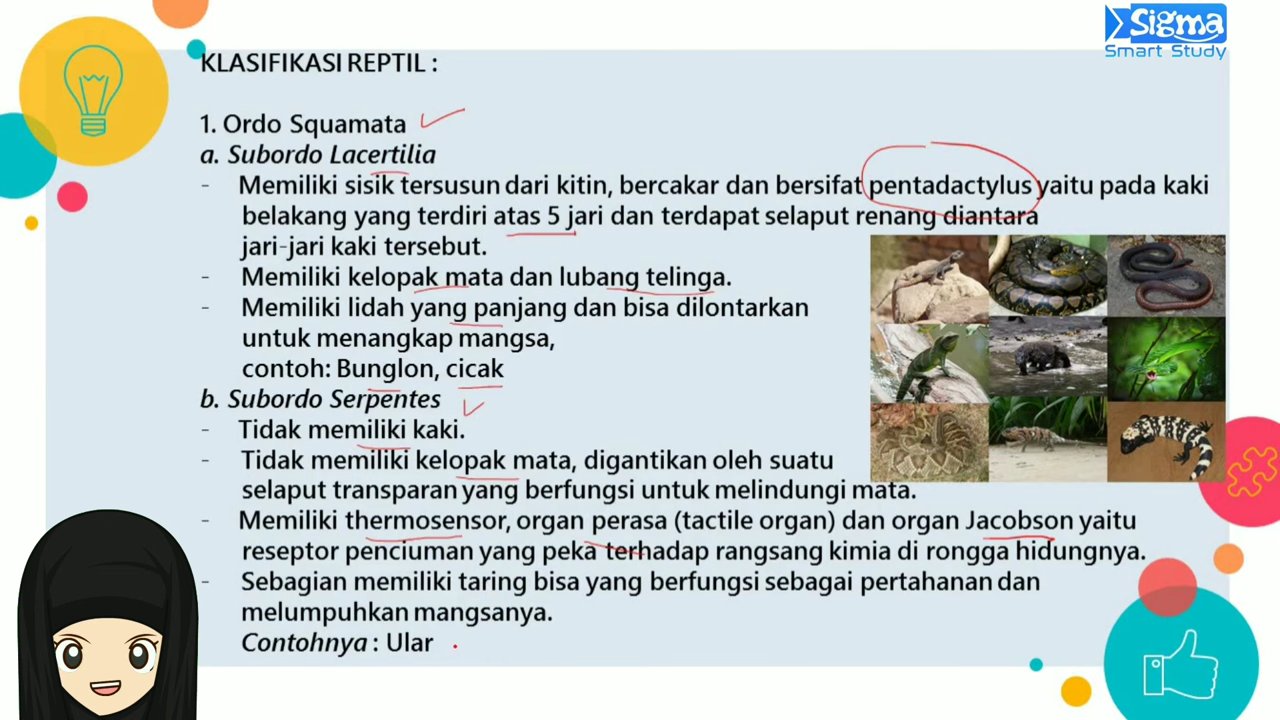 Sigma
Smart Study
KLASIFIKASI REPTIL :
1. Ordo Squamata
a. Subordo Lacertilia
- Memiliki sisik tersusun dari kitin, bercakar dan bersifat pentadactylus yaitu pada kaki
belakang yang terdiri atas 5 jari dan terdapat selaput renang diantara
jari-jari kaki tersebut.
- Memiliki kelopak mata dan lubang telinga.
- Memiliki lidah yang panjang dan bisa dilontarkan
untuk menangkap mangsa,
contoh: Bunglon, cicak
b. Subordo Serpentes
- Tidak memiliki kaki.
- Tidak memiliki kelopak mata, digantikan oleh suatu
selaput transparan yang berfungsi untuk melindungi mata.
- Memiliki thermosensor, organ perasa (tactile organ) dan organ Jacobson yaitu
reseptor penciuman yang peka terhadap rangsang kimia di rongga hidungnya.
- Sebagian memiliki taring bisa yang berfungsi sebagai pertahanan dan
melumpuhkan mangsanya.
Contohnya : Ular